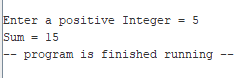 Enter a positive Integer = 5
Sum = 15
-- program is finished running --